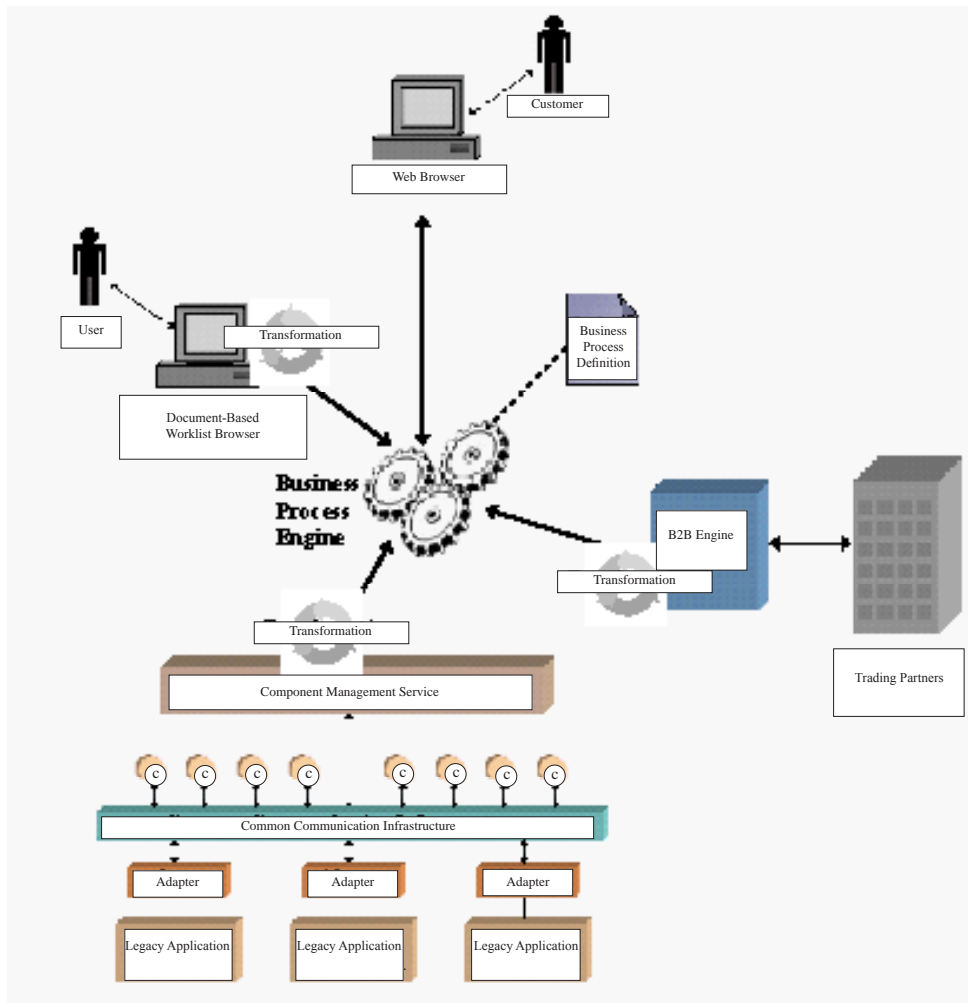 Customer
Web Browser
User
Transformation
Business
Process
Definition
Document-Based
Worklist Browser
Business
Process
Engine
B2B Engine
Transformation
Transformation
Trading Partners
Component Management Service
c c c c c c c c
Common Communication Infrastructure
Adapter Adapter Adapter
Legacy Application Legacy Application Legacy Application